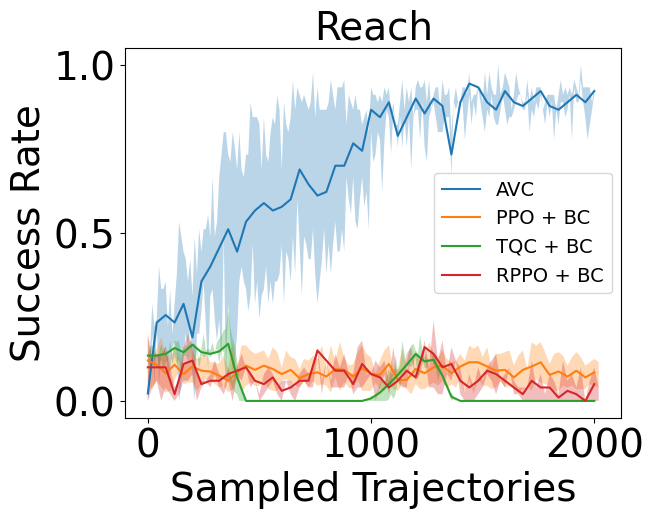 Reach
Success Rate
1.0
0.5
0.0
AVC
PPO + BC
TQC + BC
RPPO + BC
0
1000
2000
Sampled Trajectories